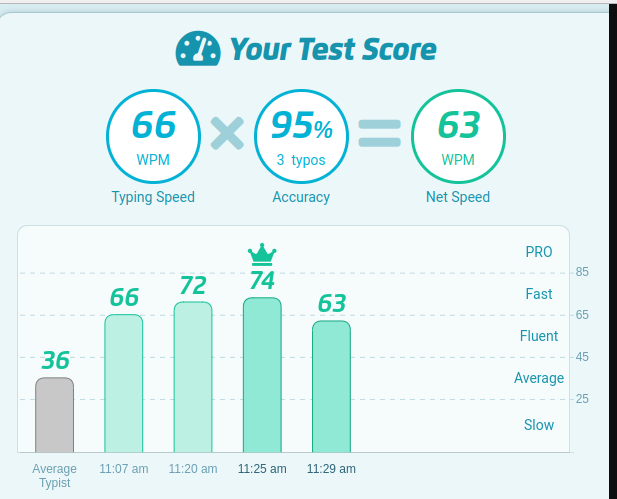 Your Test Score
66
WPM
Typing Speed
95%
3 typos
Accuracy
63
WPM
Net Speed
PRO
85
Fast
65
Fluent
45
Average
25
Slow
36
66
72
74
63
Average
Typist
11:07 am
11:20 am
11:25 am
11:29 am